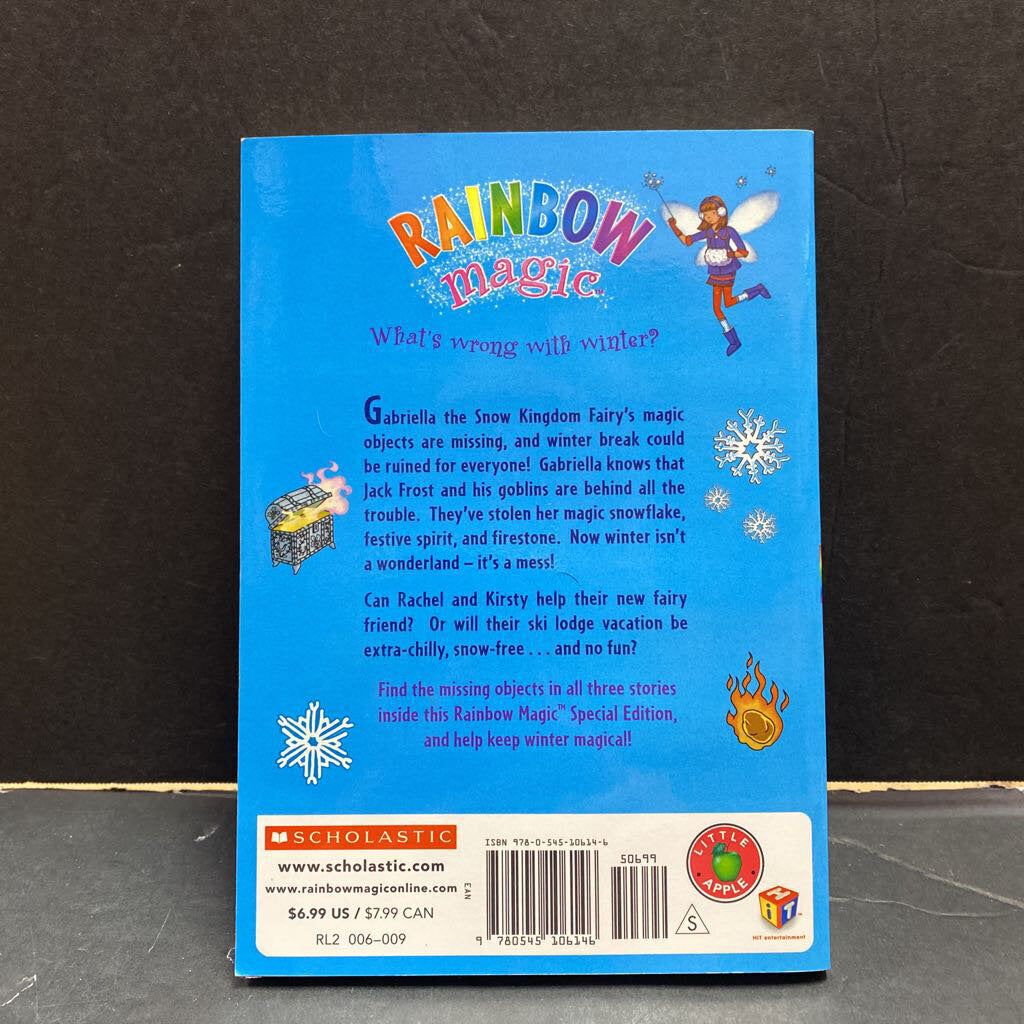 RAINBOW
magic™
What's wrong with winter?
Gabriella the Snow Kingdom Fairy's magic
objects are missing, and winter break could
be ruined for everyone! Gabriella knows that
Jack Frost and his goblins are behind all the
trouble. They've stolen her magic snowflake,
festive spirit, and firestone. Now winter isn't
a wonderland – it's a mess!
Can Rachel and Kirsty help their new fairy
friend? Or will their ski lodge vacation be
extra-chilly, snow-free . . . and no fun?
Find the missing objects in all three stories
inside this Rainbow Magic™ Special Edition,
and help keep winter magical!
SCHOLASTIC
www.scholastic.com
www.rainbowmagiconline.com
$6.99 US / $7.99 CAN
RL2 006–009
EAN
ISBN 978-0-545-10614-6
50699
9 780545 106146
S
LITTLE
APPLE
HiT™
HiT entertainment